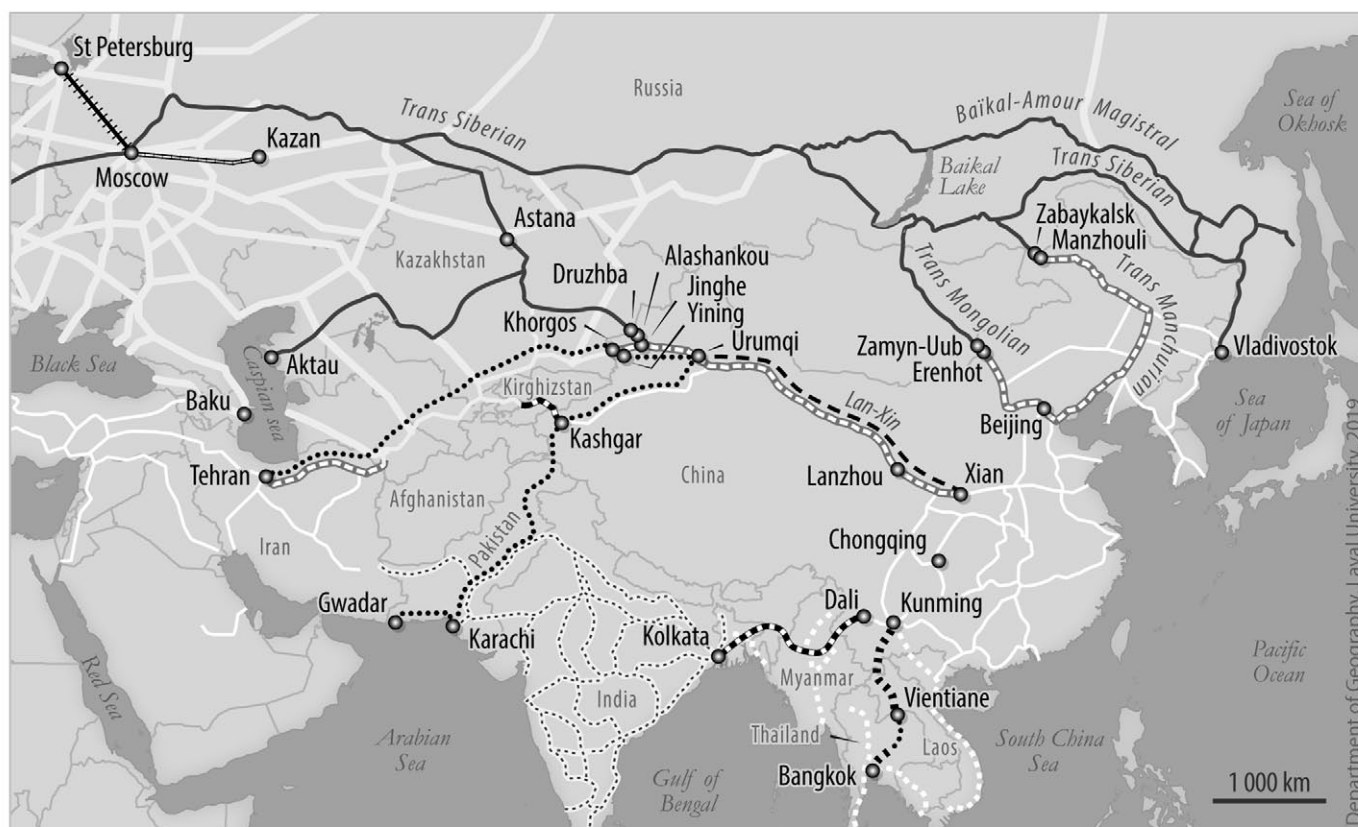 St Petersburg
Russia
Sea of
Okhosk
Trans Siberian
Baïkal-Amour Magistral
Kazan
Moscow
Baikal
Lake
Trans Siberian
Astana
Zabaykalsk
Manzhouli
Kazakhstan
Alashankou
Druzhba
Jinghe
Yining
Trans Mongolian
Trans Manchurian
Khorgos
Urumqi
Black Sea
Caspian sea
Aktau
Zamyn-Uub
Erenhot
Vladivostok
Kirghizstan
Baku
Lan-Xin
Beijing
Sea
of Japan
Kashgar
Tehran
China
Lanzhou
Xian
Afghanistan
Iran
Pakistan
Chongqing
Gwadar
Karachi
Dali
Kunming
Kolkata
Red Sea
Myanmar
Pacific
Ocean
India
Vientiane
Arabian
Sea
Thailand
Laos
South China
Sea
Gulf of
Bengal
Bangkok
1 000 km
Department of Geography, Laval University, 2019